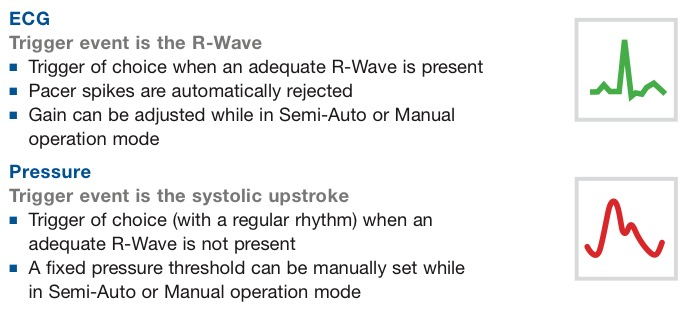 ECG
Trigger event is the R-Wave
▪ Trigger of choice when an adequate R-Wave is present
▪ Pacer spikes are automatically rejected
▪ Gain can be adjusted while in Semi-Auto or Manual
operation mode
Pressure
Trigger event is the systolic upstroke
▪ Trigger of choice (with a regular rhythm) when an
adequate R-Wave is not present
▪ A fixed pressure threshold can be manually set while
in Semi-Auto or Manual operation mode